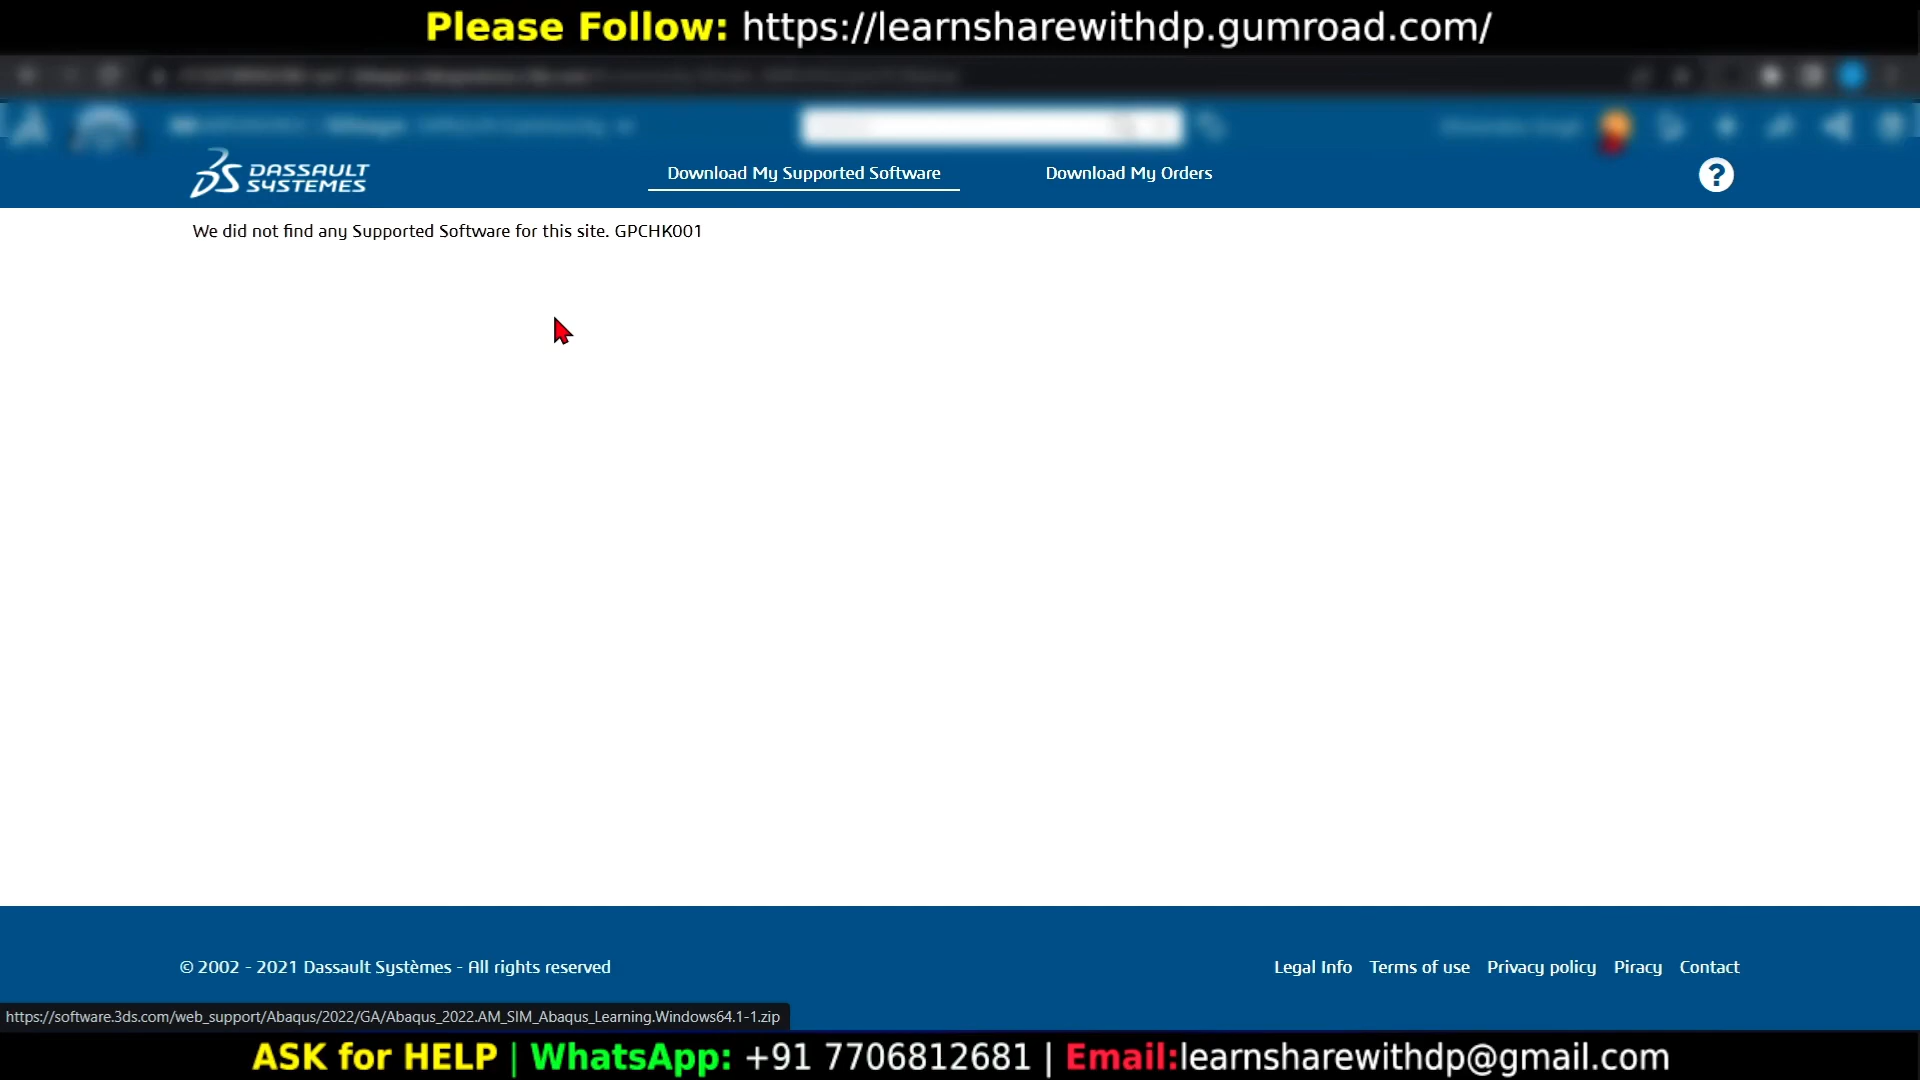 Please Follow: https://learnsharewithdp.gumroad.com/
DASSAULT
SYSTEMES
Download My Supported Software
Download My Orders
?
We did not find any Supported Software for this site. GPCHK001
© 2002 - 2021 Dassault Systèmes - All rights reserved
Legal Info Terms of use Privacy policy Piracy Contact
https://software.3ds.com/web_support/Abaqus/2022/GA/Abaqus_2022.AM_SIM_Abaqus_Learning.Windows64.1-1.zip
ASK for HELP | WhatsApp: +91 7706812681 | Email:learnsharewithdp@gmail.com